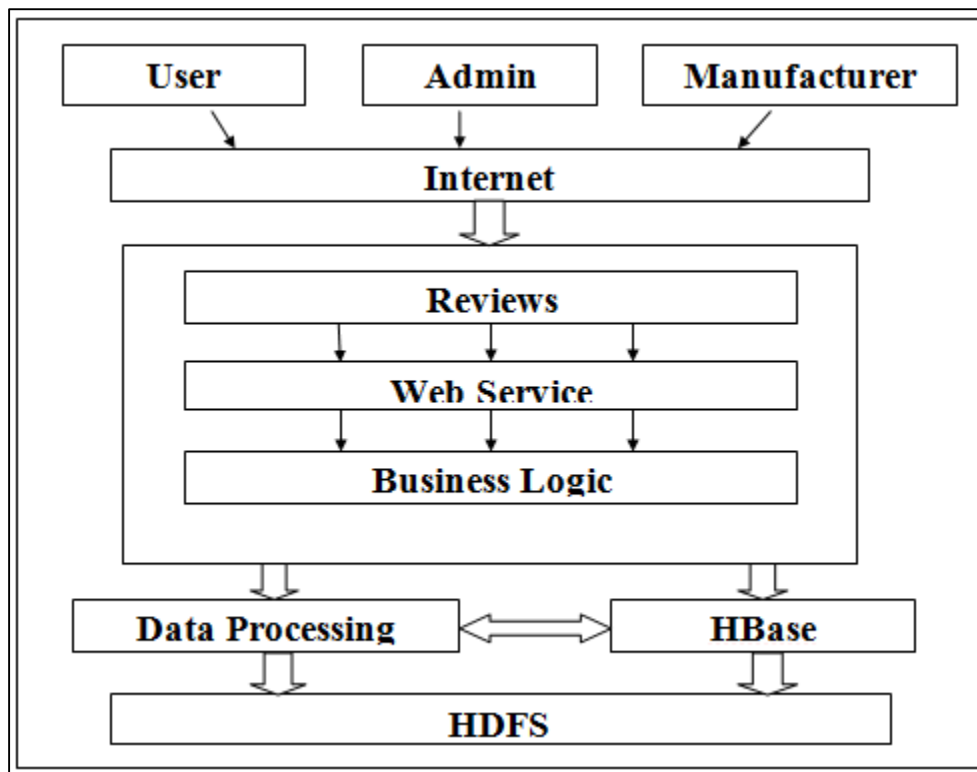 User Admin Manufacturer
Internet
Reviews
Web Service
Business Logic
Data Processing HBase
HDFS